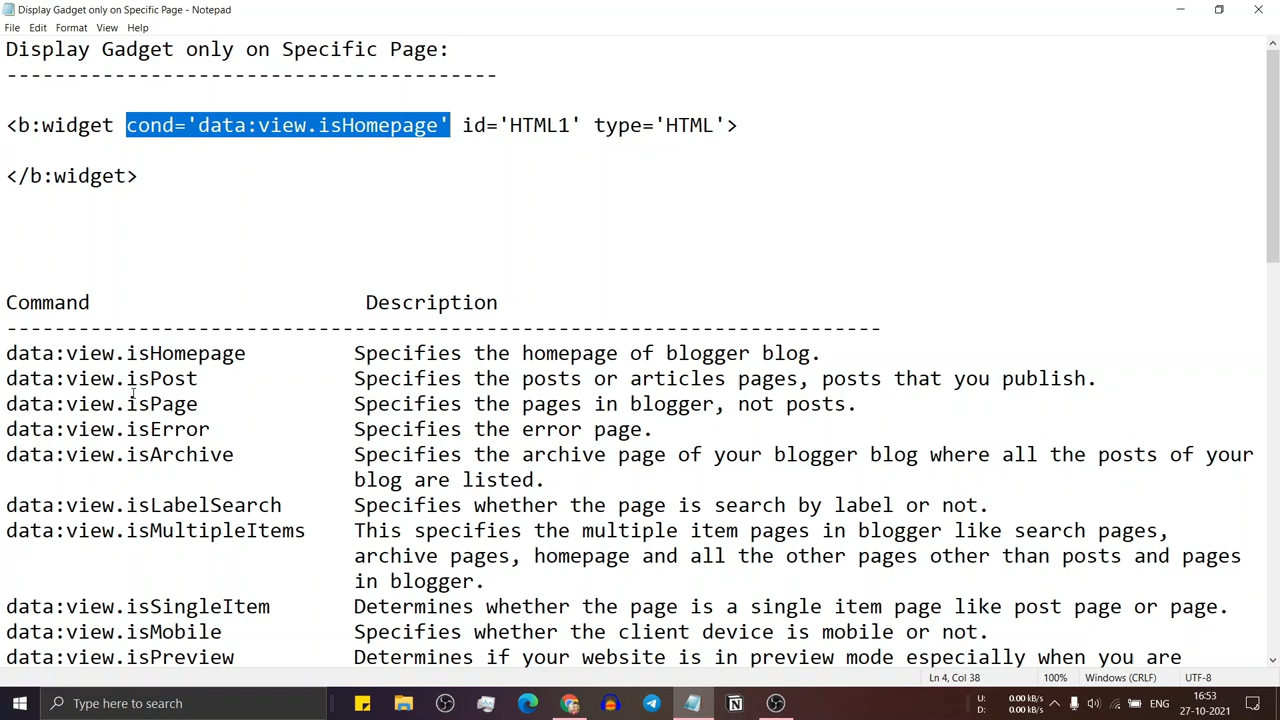 Display Gadget only on Specific Page - Notepad
File Edit Format View Help
Display Gadget only on Specific Page:
-----------------------------------------
<b:widget cond='data:view.isHomepage' id='HTML1' type='HTML'>
</b:widget>
Command Description
-------------------------------------------------------------------------
data:view.isHomepage Specifies the homepage of blogger blog.
data:view.isPost Specifies the posts or articles pages, posts that you publish.
data:view.isPage Specifies the pages in blogger, not posts.
data:view.isError Specifies the error page.
data:view.isArchive Specifies the archive page of your blogger blog where all the posts of your
blog are listed.
data:view.isLabelSearch Specifies whether the page is search by label or not.
data:view.isMultipleItems This specifies the multiple item pages in blogger like search pages,
archive pages, homepage and all the other pages other than posts and pages
in blogger.
data:view.isSingleItem Determines whether the page is a single item page like post page or page.
data:view.isMobile Specifies whether the client device is mobile or not.
data:view.isPreview Determines if your website is in preview mode especially when you are
Ln 4, Col 38 100% Windows (CRLF) UTF-8
Type here to search
U: 0.00 kB/s
D: 0.00 kB/s
ENG
16:53
27-10-2021